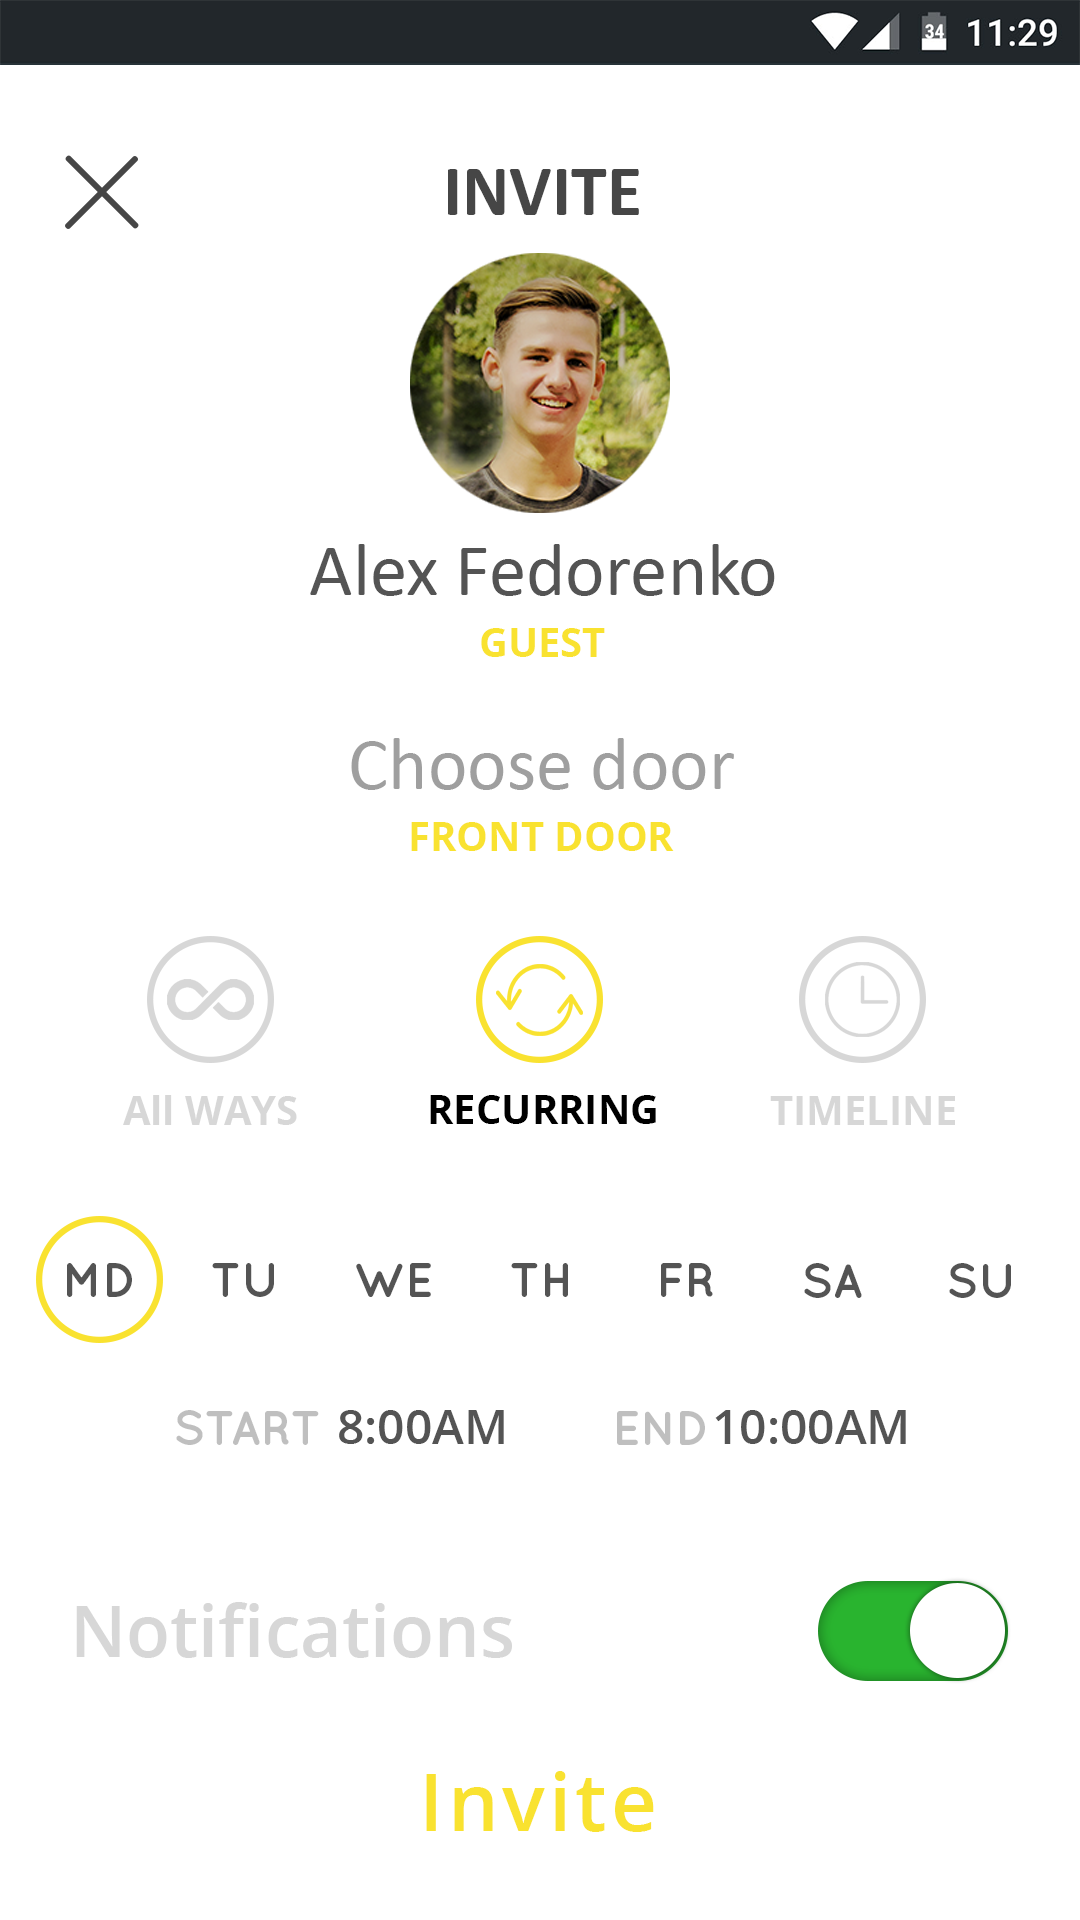 34 11:29
INVITE
Alex Fedorenko
GUEST
Choose door
FRONT DOOR
All WAYS RECURRING TIMELINE
MD TU WE TH FR SA SU
START 8:00AM END 10:00AM
Notifications
Invite